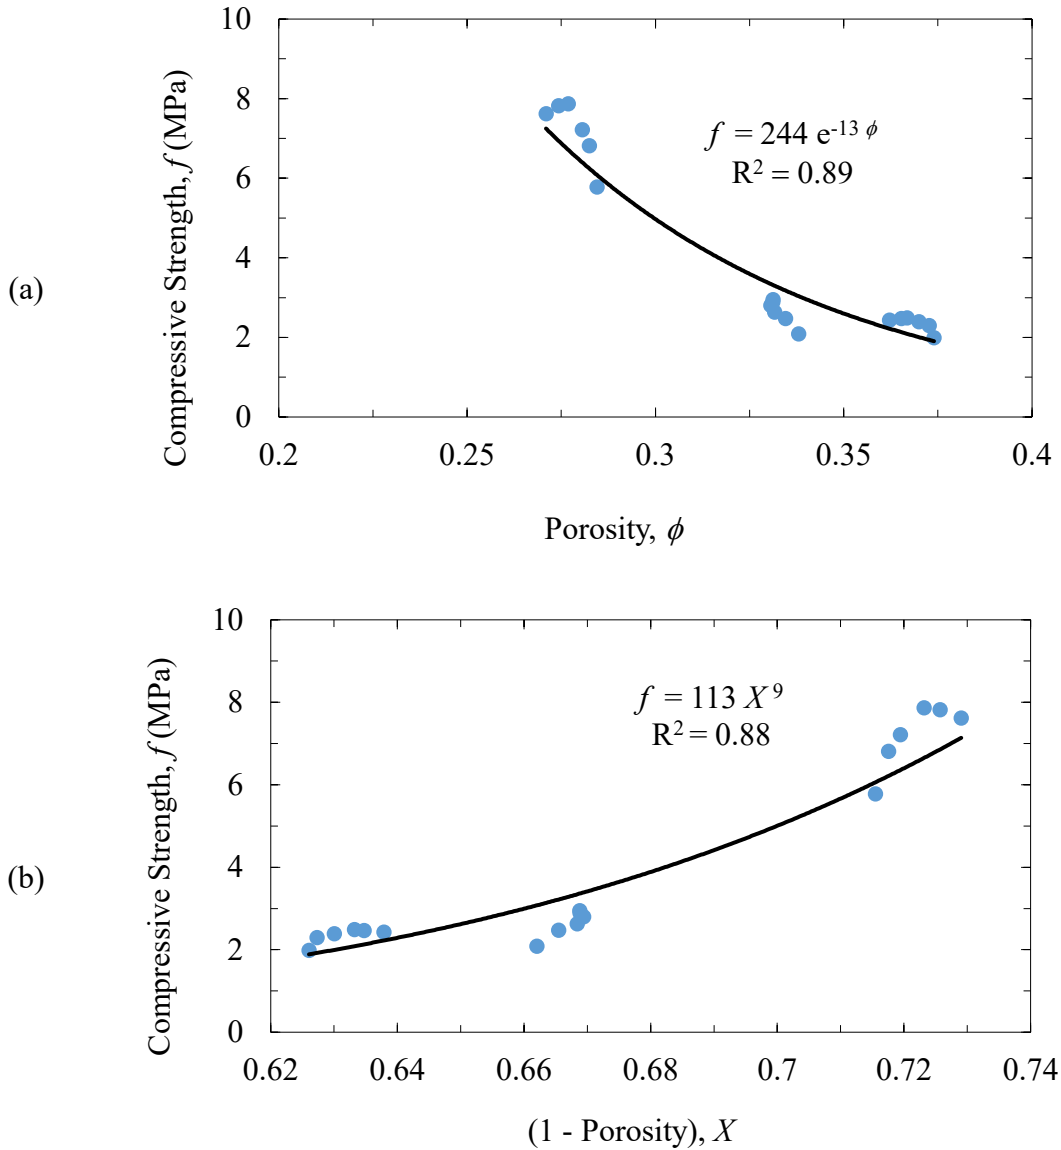 (a)
Compressive Strength, f (MPa)
10
8
6
4
2
0
f = 244 e^-13 ϕ
R² = 0.89
0.2 0.25 0.3 0.35 0.4
Porosity, ϕ
(b)
Compressive Strength, f (MPa)
10
8
6
4
2
0
f = 113 X⁹
R² = 0.88
0.62 0.64 0.66 0.68 0.7 0.72 0.74
(1 - Porosity), X